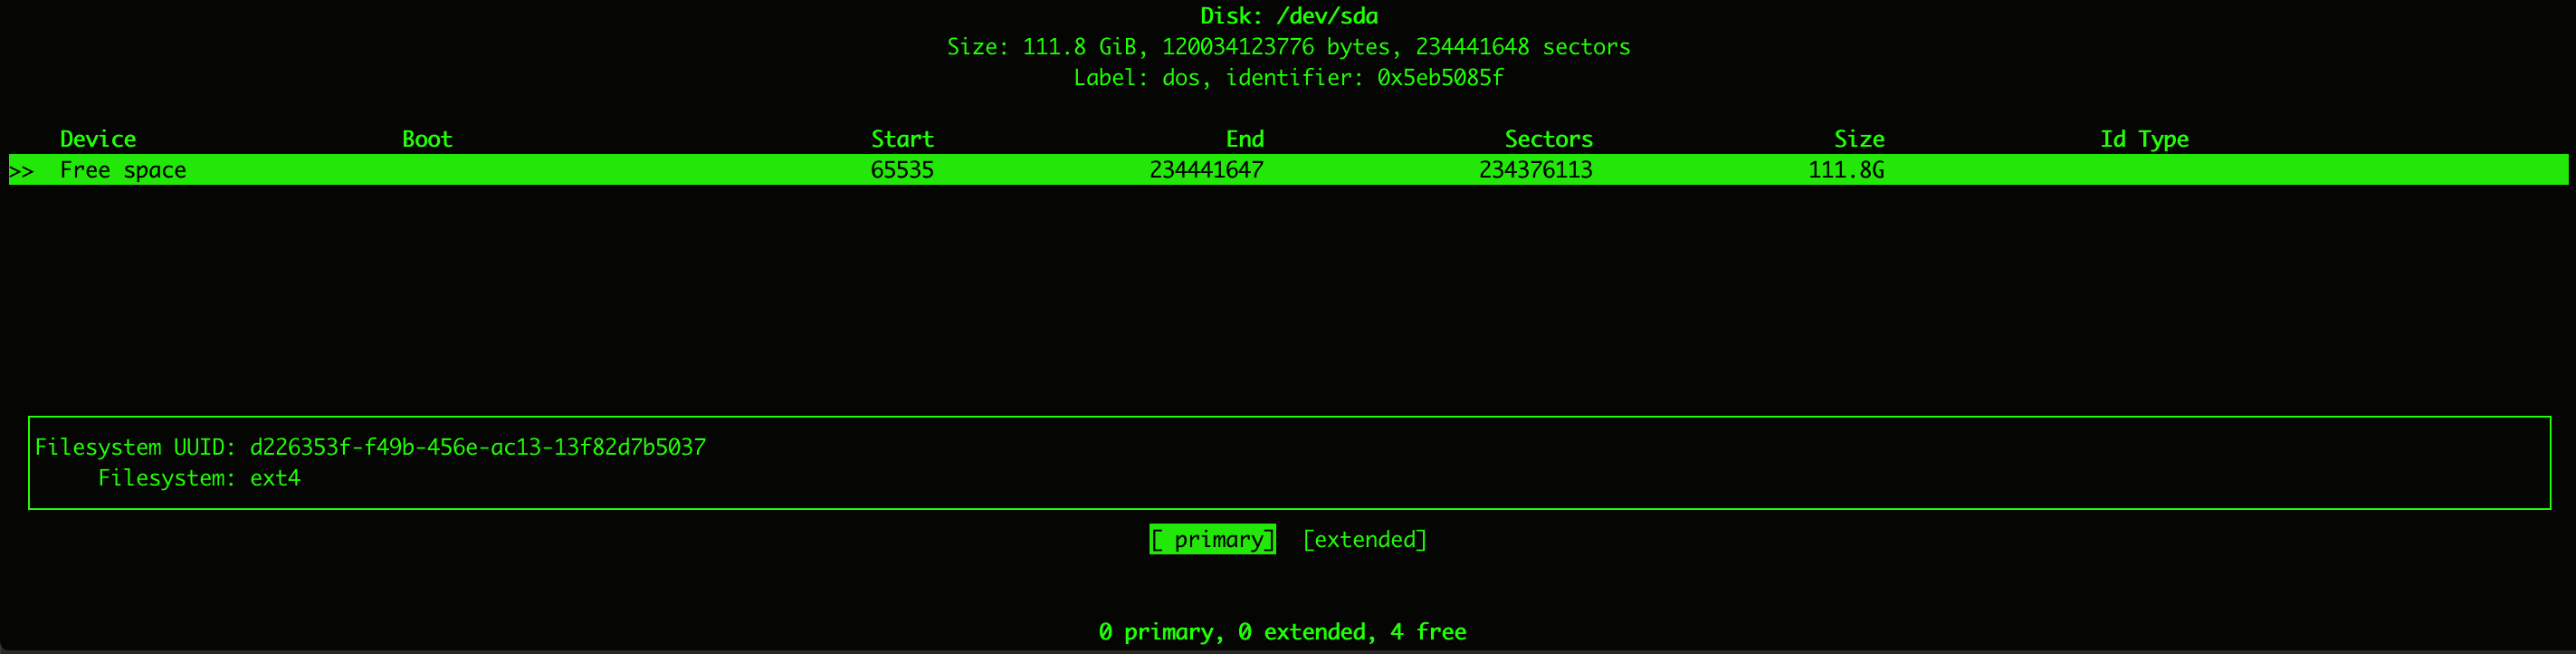 Disk: /dev/sda
Size: 111.8 GiB, 120034123776 bytes, 234441648 sectors
Label: dos, identifier: 0x5eb5085f
Device Boot Start End Sectors Size Id Type
>> Free space 65535 234441647 234376113 111.8G
Filesystem UUID: d226353f-f49b-456e-ac13-13f82d7b5037
Filesystem: ext4
[ primary] [extended]
0 primary, 0 extended, 4 free